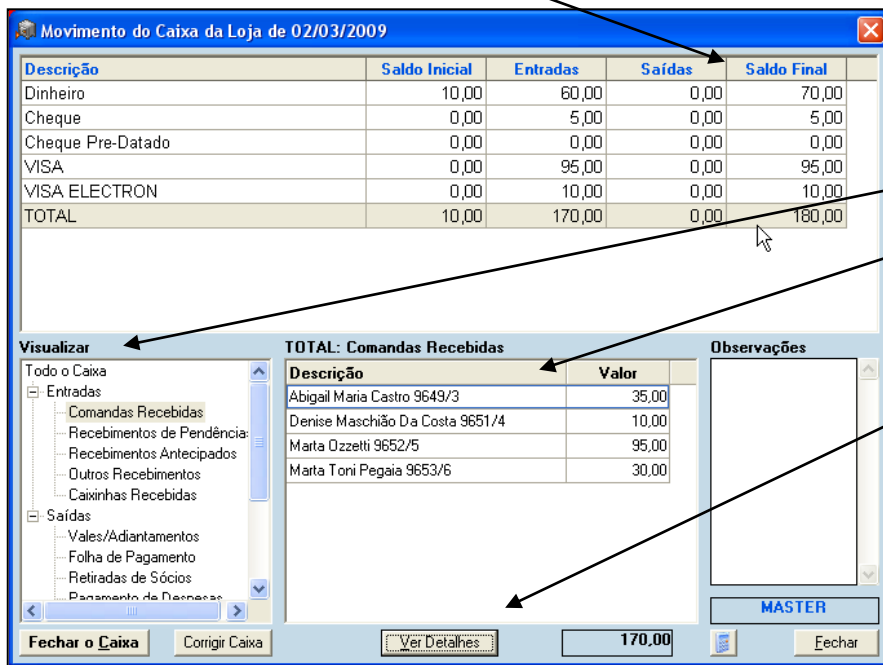 Movimento do Caixa da Loja de 02/03/2009
Descrição Saldo Inicial Entradas Saídas Saldo Final
Dinheiro 10,00 60,00 0,00 70,00
Cheque 0,00 5,00 0,00 5,00
Cheque Pre-Datado 0,00 0,00 0,00 0,00
VISA 0,00 95,00 0,00 95,00
VISA ELECTRON 0,00 10,00 0,00 10,00
TOTAL 10,00 170,00 0,00 180,00
Visualizar
Todo o Caixa
Entradas
Comandas Recebidas
Recebimentos de Pendência
Recebimentos Antecipados
Outros Recebimentos
Caixinhas Recebidas
Saídas
Vales/Adiantamentos
Folha de Pagamento
Retiradas de Sócios
Pagamento de Despesas
TOTAL: Comandas Recebidas
Descrição Valor
Abigail Maria Castro 9649/3 35,00
Denise Maschião Da Costa 9651/4 10,00
Marta Ozzetti 9652/5 95,00
Marta Toni Pegaia 9653/6 30,00
Observações
MASTER
Fechar o Caixa Corrigir Caixa Ver Detalhes 170,00 Fechar